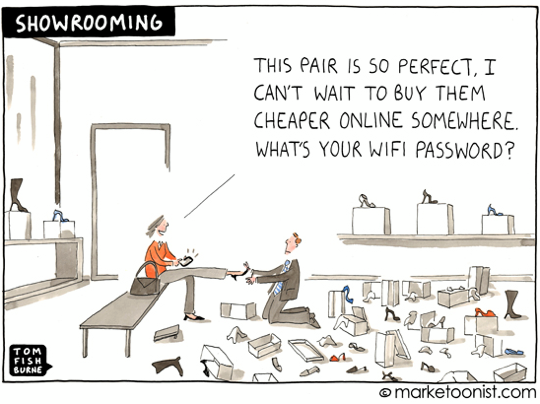 SHOWROOMING
THIS PAIR IS SO PERFECT, I
CAN'T WAIT TO BUY THEM
CHEAPER ONLINE SOMEWHERE.
WHAT'S YOUR WIFI PASSWORD?
TOM
FISH
BURNE
© marketoonist.com